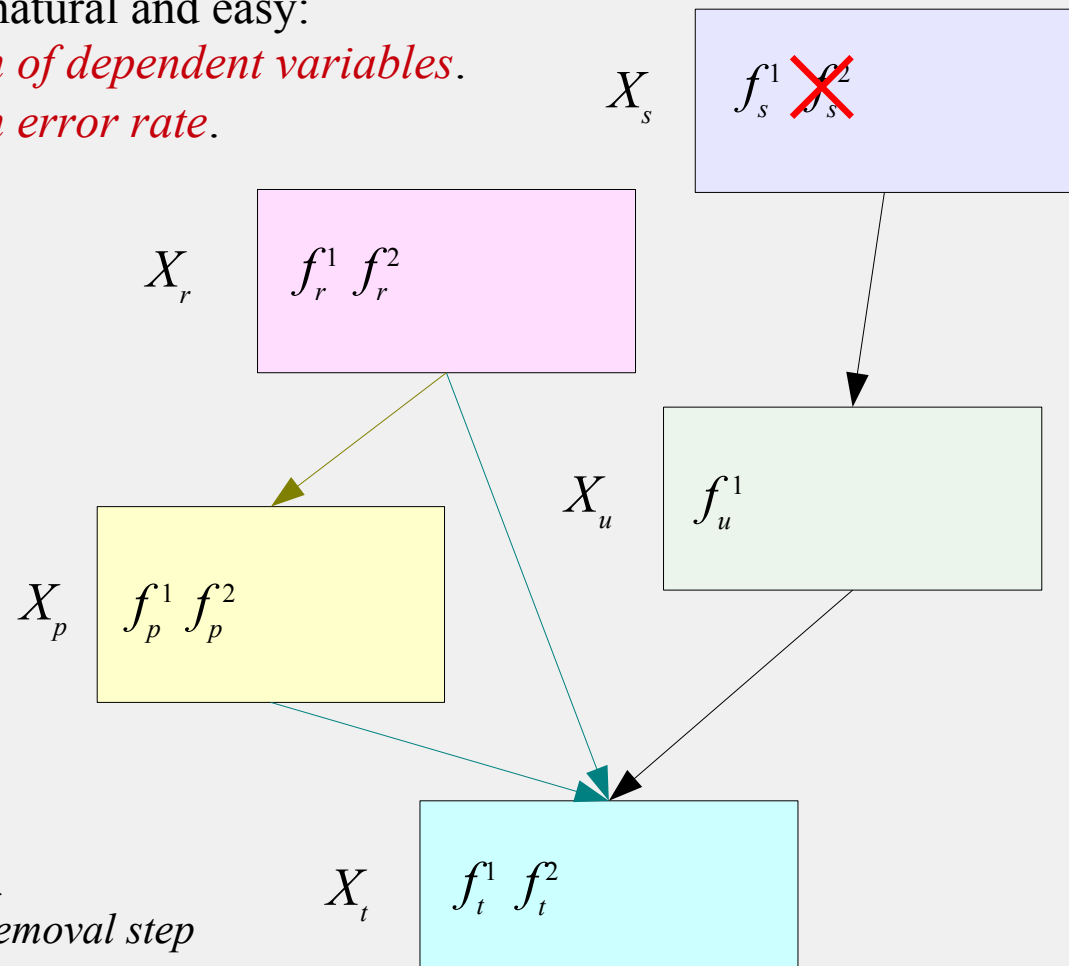 natural and easy:
of dependent variables.
error rate.
X_s f_s^1 f_s^2
X_r f_r^1 f_r^2
X_u f_u^1
X_p f_p^1 f_p^2
X_t f_t^1 f_t^2
removal step